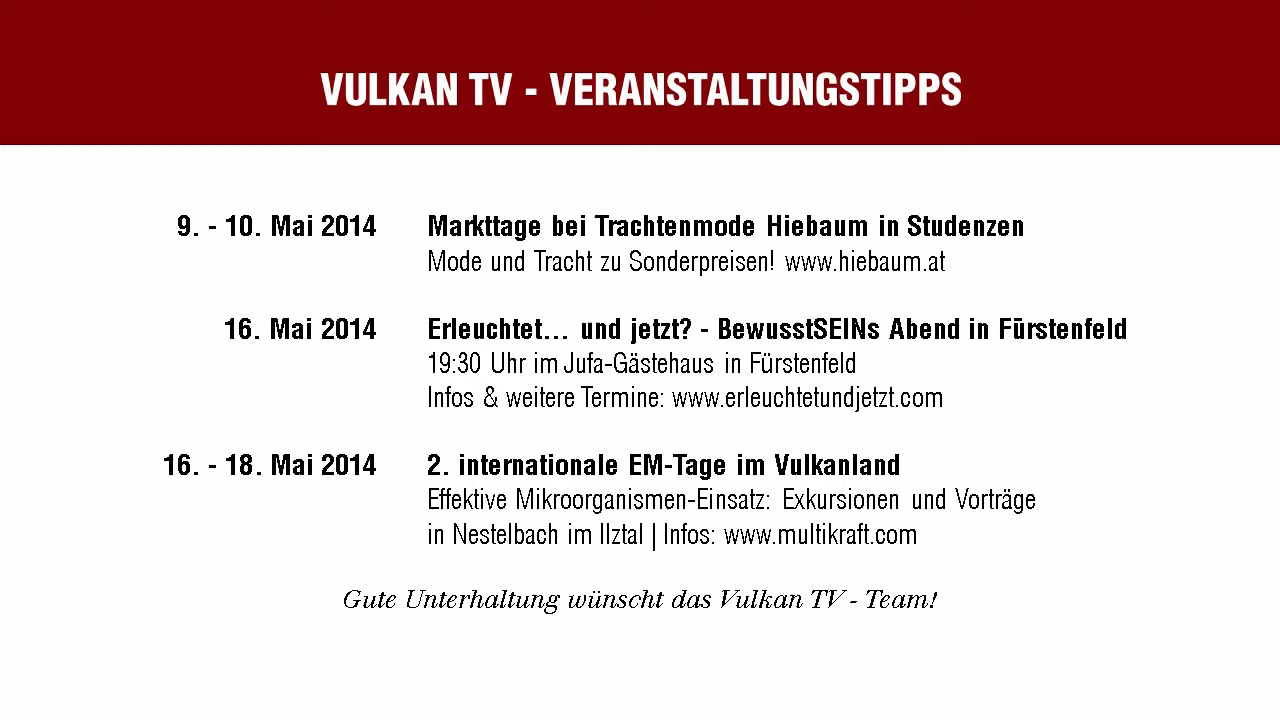 VULKAN TV - VERANSTALTUNGSTIPPS
9. - 10. Mai 2014 Markttage bei Trachtenmode Hiebaum in Studenzen
Mode und Tracht zu Sonderpreisen! www.hiebaum.at
16. Mai 2014 Erleuchtet... und jetzt? - BewusstSEINs Abend in Fürstenfeld
19:30 Uhr im Jufa-Gästehaus in Fürstenfeld
Infos & weitere Termine: www.erleuchtetundjetzt.com
16. - 18. Mai 2014 2. internationale EM-Tage im Vulkanland
Effektive Mikroorganismen-Einsatz: Exkursionen und Vorträge
in Nestelbach im Ilztal | Infos: www.multikraft.com
Gute Unterhaltung wünscht das Vulkan TV - Team!